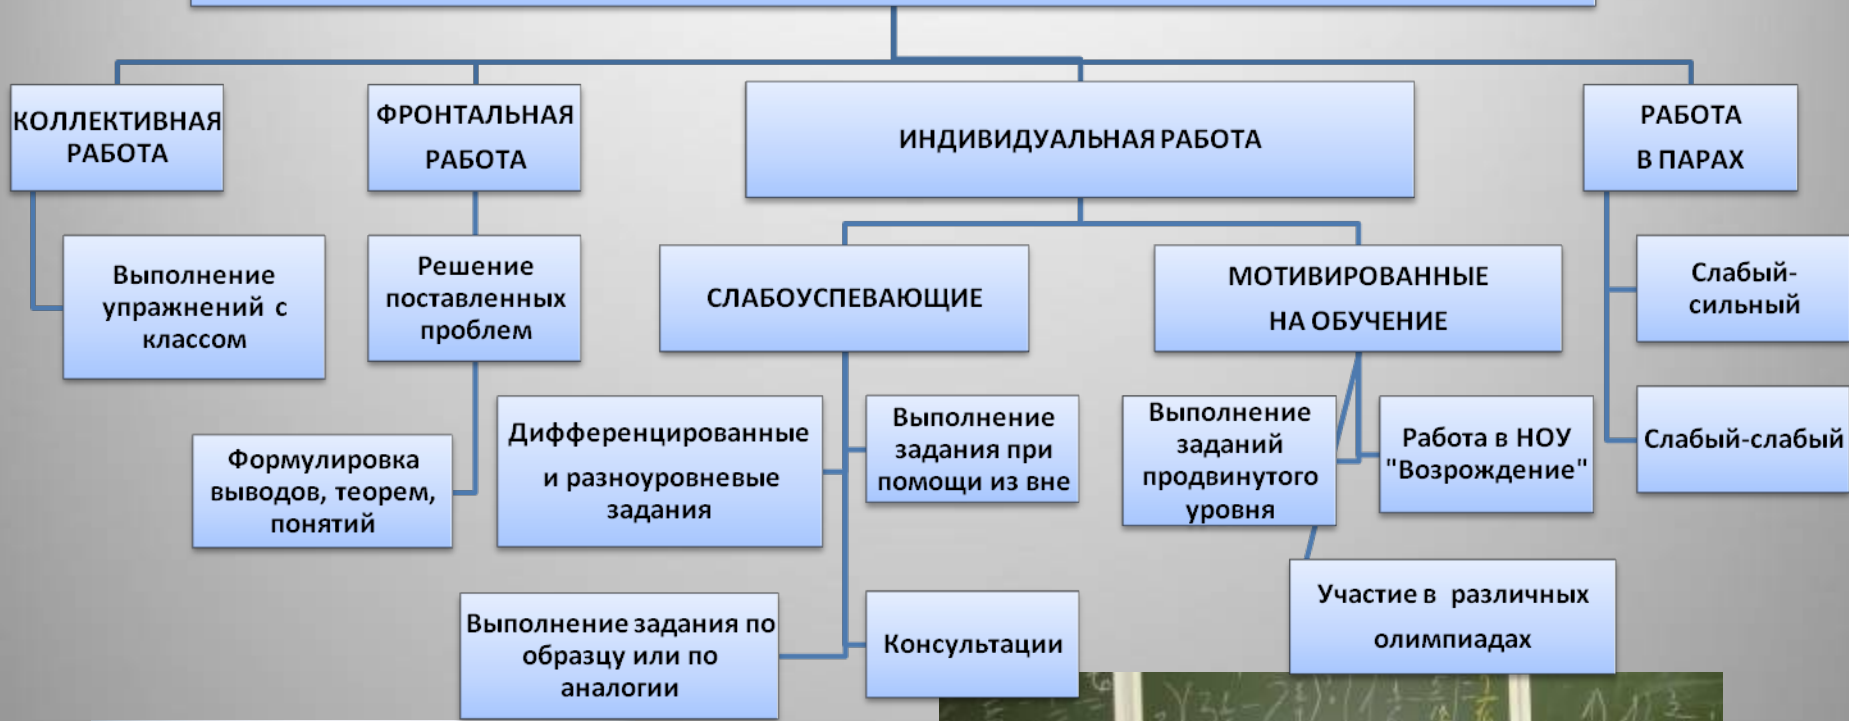 КОЛЛЕКТИВНАЯ
РАБОТА
ФРОНТАЛЬНАЯ
РАБОТА
ИНДИВИДУАЛЬНАЯ РАБОТА
РАБОТА
В ПАРАХ
Выполнение
упражнений с
классом
Решение
поставленных
проблем
СЛАБОУСПЕВАЮЩИЕ
МОТИВИРОВАННЫЕ
НА ОБУЧЕНИЕ
Слабый-
сильный
Формулировка
выводов, теорем,
понятий
Дифференцированные
и разноуровневые
задания
Выполнение
задания при
помощи из вне
Выполнение
заданий
продвинутого
уровня
Работа в НОУ
"Возрождение"
Слабый-слабый
Выполнение задания по
образцу или по
аналогии
Консультации
Участие в различных
олимпиадах